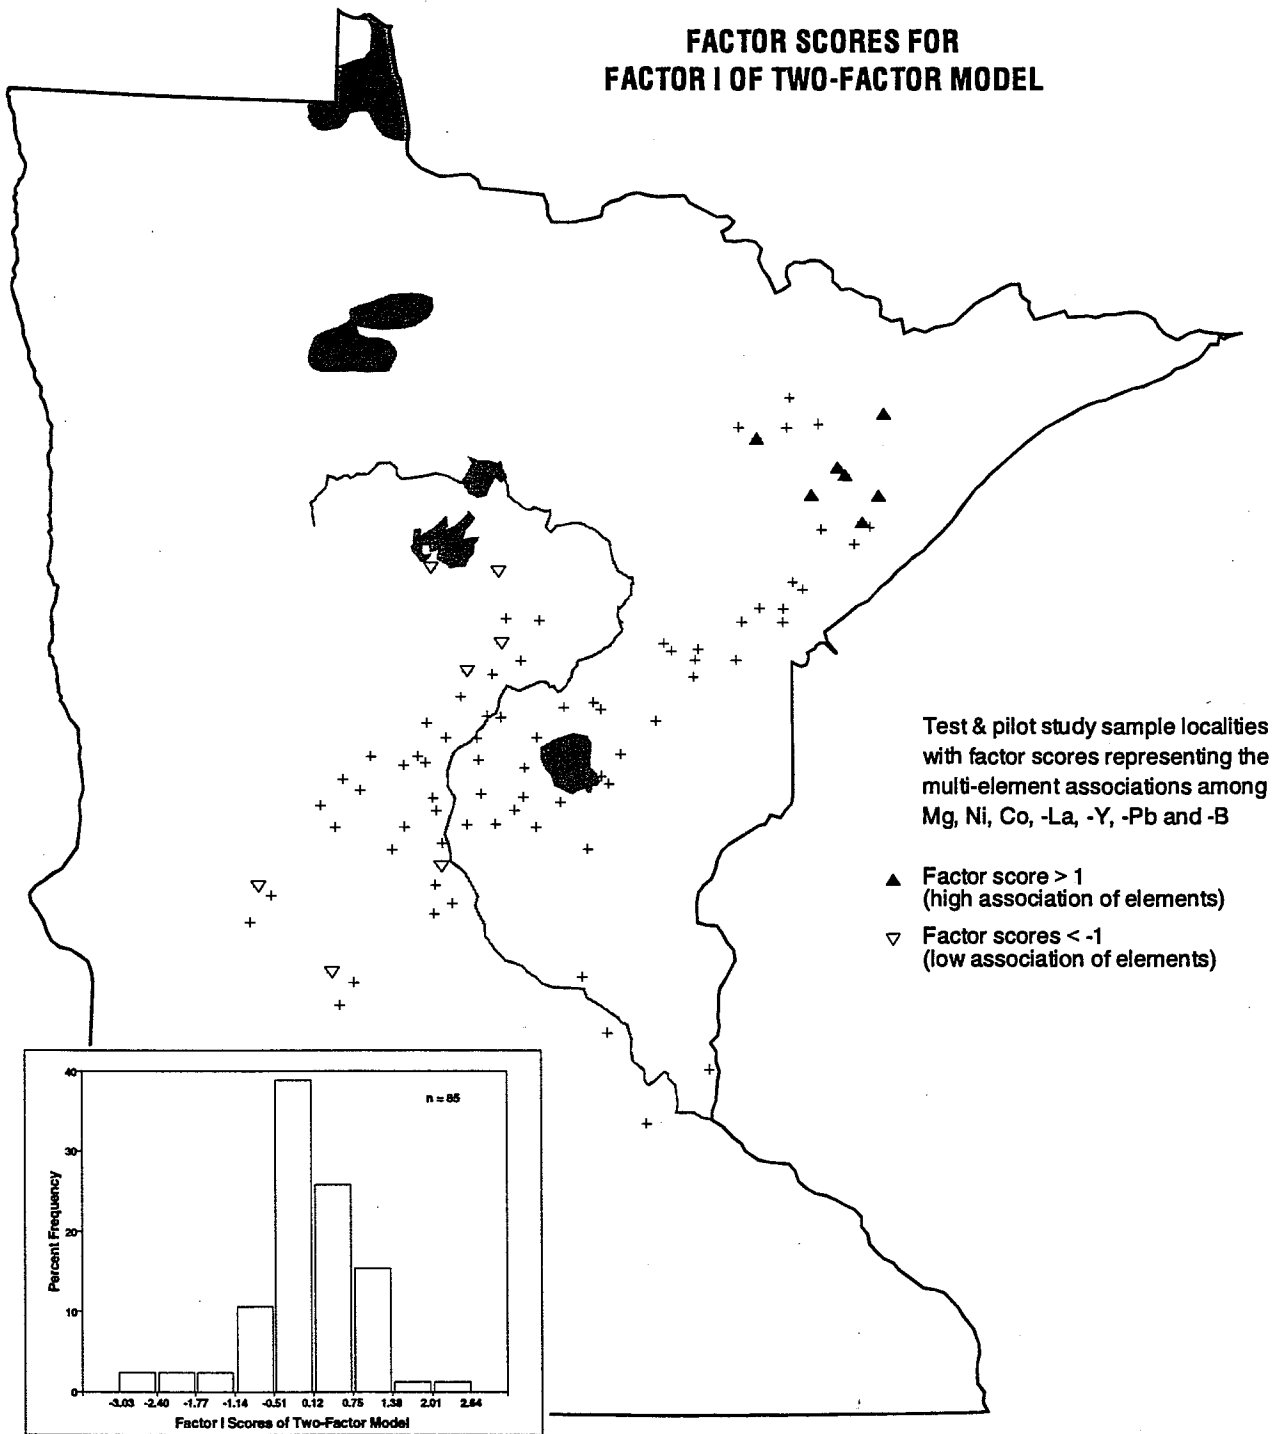 FACTOR SCORES FOR
FACTOR I OF TWO-FACTOR MODEL
Test & pilot study sample localities
with factor scores representing the
multi-element associations among
Mg, Ni, Co, -La, -Y, -Pb and -B
Factor score > 1
(high association of elements)
Factor scores < -1
(low association of elements)
n = 85
40
30
20
10
0
Percent Frequency
-3.03 -2.40 -1.77 -1.14 -0.51 0.12 0.75 1.38 2.01 2.64
Factor I Scores of Two-Factor Model